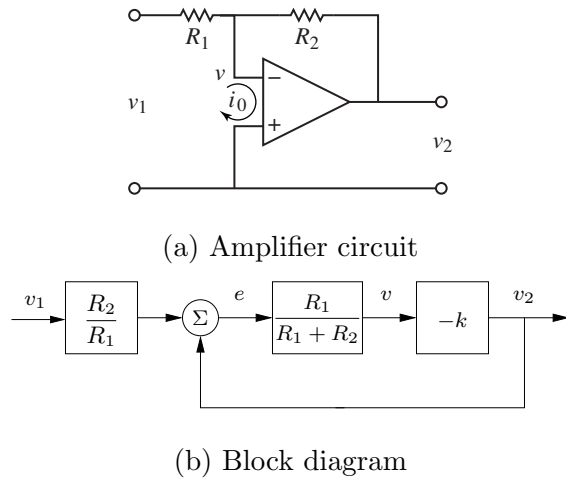 R₁ R₂
v −
v₁ i₀
+
v₂
(a) Amplifier circuit
v₁ R₂/R₁ Σ e R₁/(R₁ + R₂) v −k v₂
(b) Block diagram